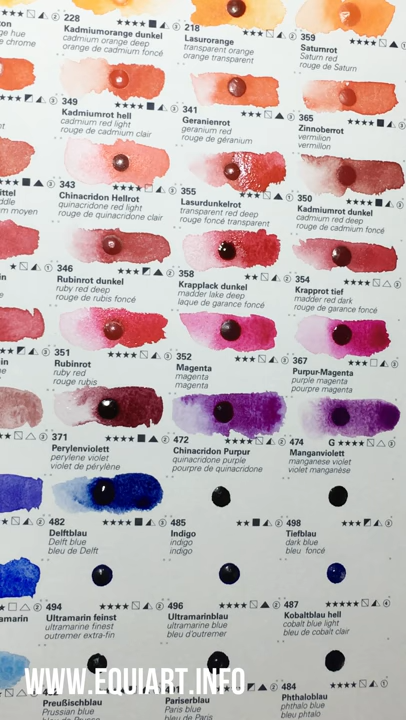 228
Kadmiumorange dunkel
cadmium orange deep
orange de cadmium foncé
218
Lasurorange
transparent orange
orange transparent
359
Saturnrot
Saturn red
rouge de Saturn
ge hue
e chrome
349
Kadmiumrot hell
cadmium red light
rouge de cadmium clair
341
Geranienrot
geranium red
rouge de géranium
365
Zinnoberrot
vermilion
vermillon
343
Chinacridon Hellrot
quinacridone red light
rouge de quinacridone clair
355
Lasurdunkelrot
transparent red deep
rouge foncé transparent
350
Kadmiumrot dunkel
cadmium red deep
rouge de cadmium foncé
ittel
ddle
m moyen
346
Rubinrot dunkel
ruby red deep
rouge de rubis foncé
358
Krapplack dunkel
madder lake deep
laque de garance foncé
354
Krapprot tief
madder red dark
rouge de garance foncé
351
Rubinrot
ruby red
rouge rubis
352
Magenta
magenta
magenta
367
Purpur-Magenta
purple magenta
pourpre magenta
371
Perylenviolett
perylene violet
violet de pérylène
472
Chinacridon Purpur
quinacridone purple
pourpre de quinacridone
474 G
Manganviolett
manganese violet
violet manganèse
482
Delftblau
Delft blue
bleu de Delft
485
Indigo
indigo
indigo
498
Tiefblau
dark blue
bleu foncé
494
Ultramarin feinst
ultramarine finest
outremer extra-fin
496
Ultramarinblau
ultramarine blue
bleu d'outremer
487
Kobaltblau hell
cobalt blue light
bleu de cobalt clair
amarin
WWW.EQUIART.INFO
Preußischblau
Prussian blue
Pariserblau
Paris blue
bleu de Paris
484
Phthaloblau
phthalo blue
bleu phtalo